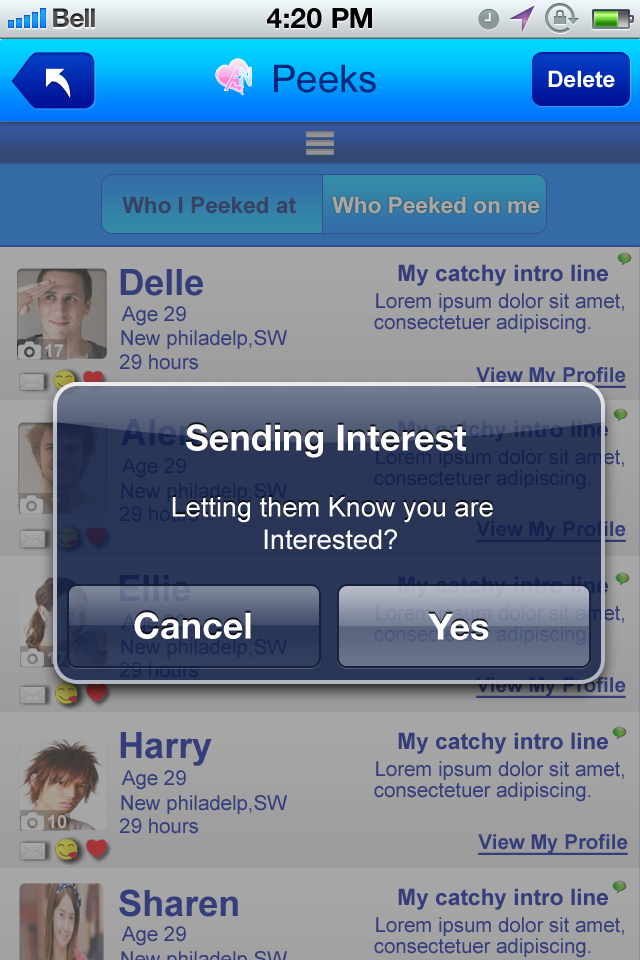 Bell
4:20 PM
AN
Peeks
Delete
Who I Peeked at
Who Peeked on me
Delle
Age 29
New philadelp,SW
29 hours
17
My catchy intro line
Lorem ipsum dolor sit amet,
consectetuer adipiscing.
View My Profile
Age 29
New philadelp,SW
29 hours
My catchy intro line
Lorem ipsum dolor sit amet,
consectetuer adipiscing.
View My Profile
Sending Interest
Letting them Know you are
Interested?
Cancel
Yes
Ellie
Age 29
New philadelp,SW
29 hours
My catchy intro line
Lorem ipsum dolor sit amet,
consectetuer adipiscing.
View My Profile
Harry
Age 29
New philadelp,SW
29 hours
10
My catchy intro line
Lorem ipsum dolor sit amet,
consectetuer adipiscing.
View My Profile
Sharen
Age 29
New philadelp,SW
My catchy intro line
Lorem ipsum dolor sit amet,
consectetuer adipiscing.